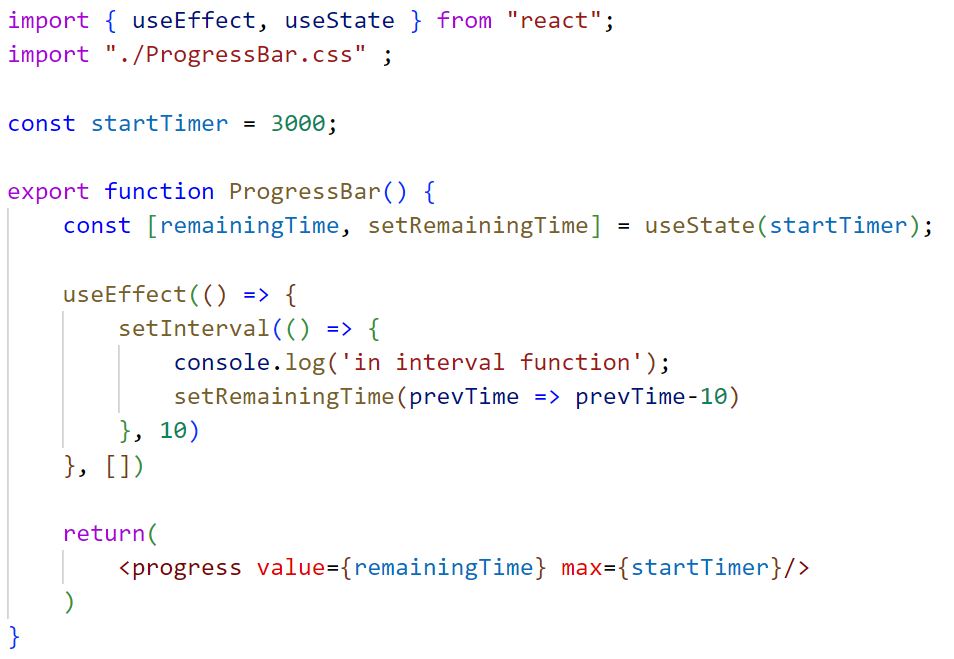 import { useEffect, useState } from "react";
import "./ProgressBar.css" ;

const startTimer = 3000;

export function ProgressBar() {
    const [remainingTime, setRemainingTime] = useState(startTimer);

    useEffect(() => {
        setInterval(() => {
            console.log('in interval function');
            setRemainingTime(prevTime => prevTime-10)
        }, 10)
    }, [])

    return(
        <progress value={remainingTime} max={startTimer}/>
    )
}